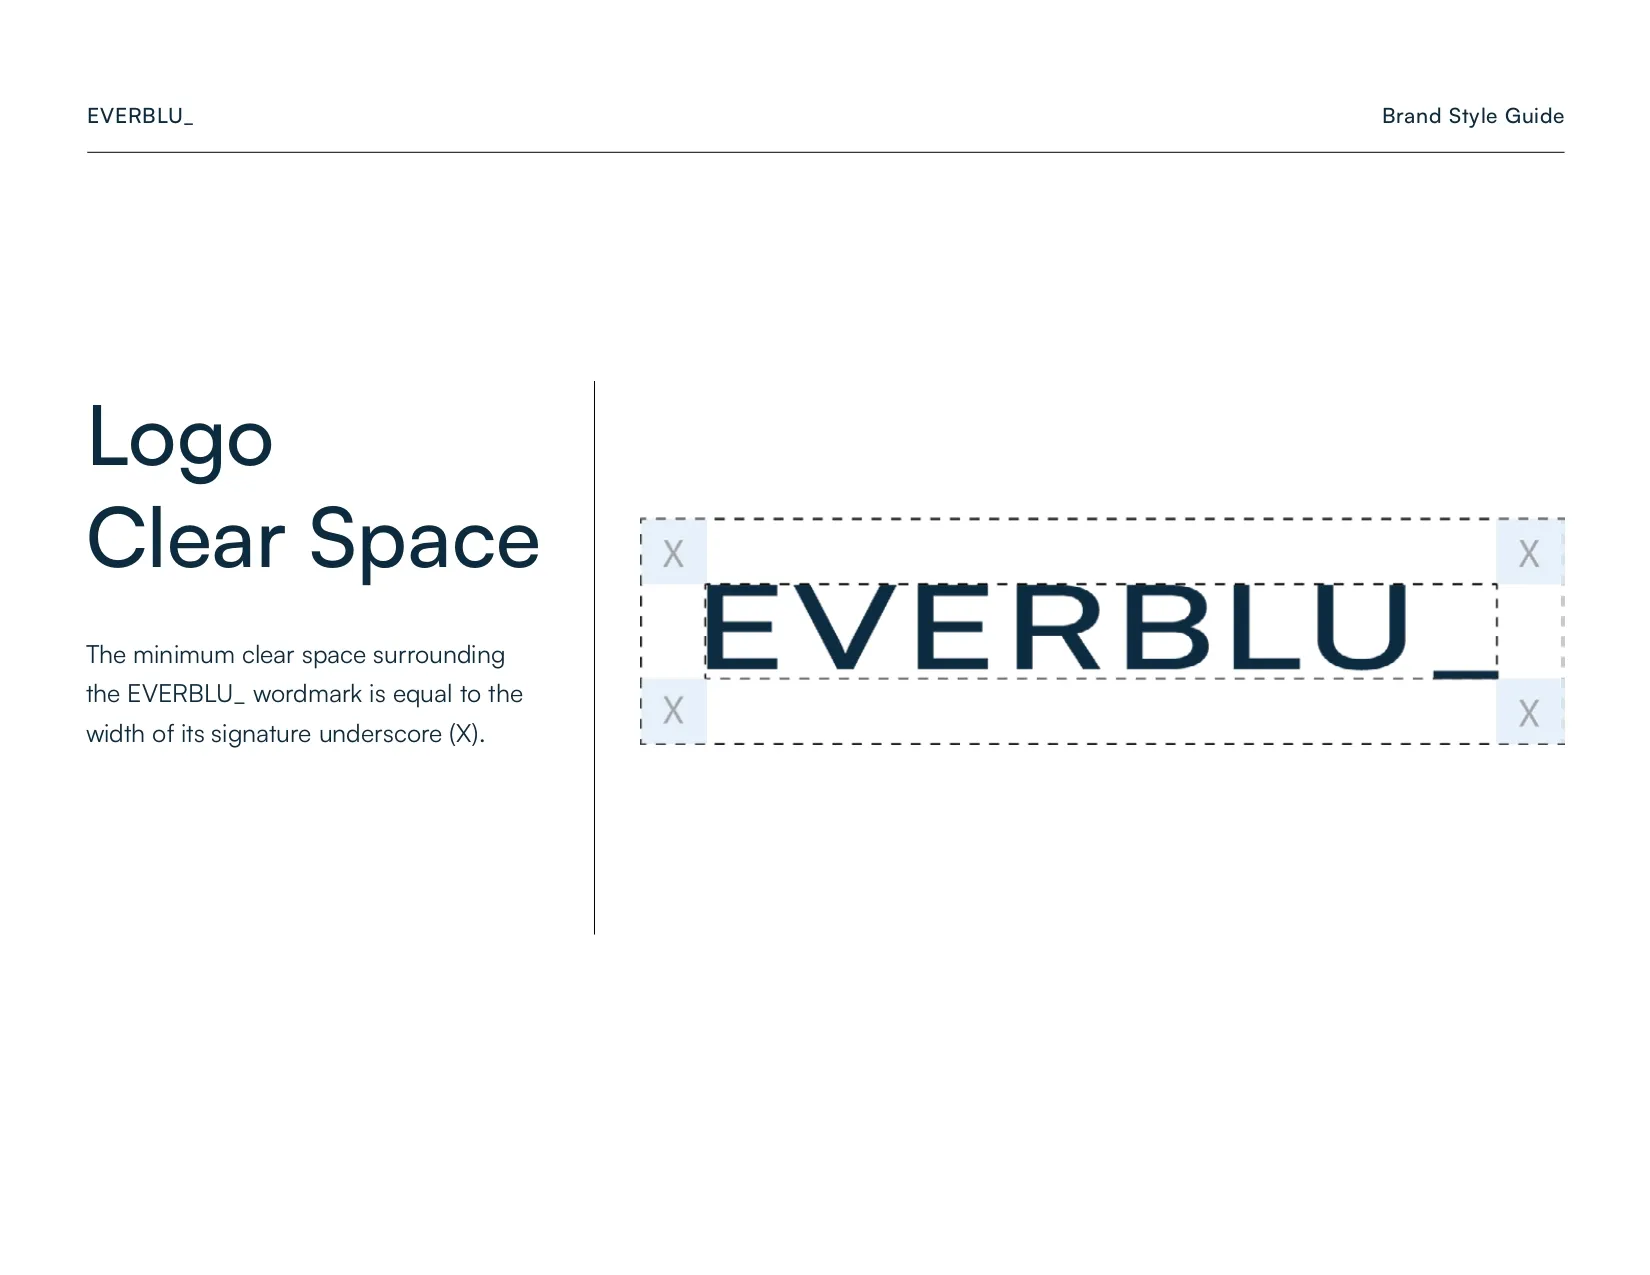 EVERBLU_
Brand Style Guide
Logo
Clear Space
The minimum clear space surrounding
the EVERBLU_ wordmark is equal to the
width of its signature underscore (X).
X
X
EVERBLU_
X
X